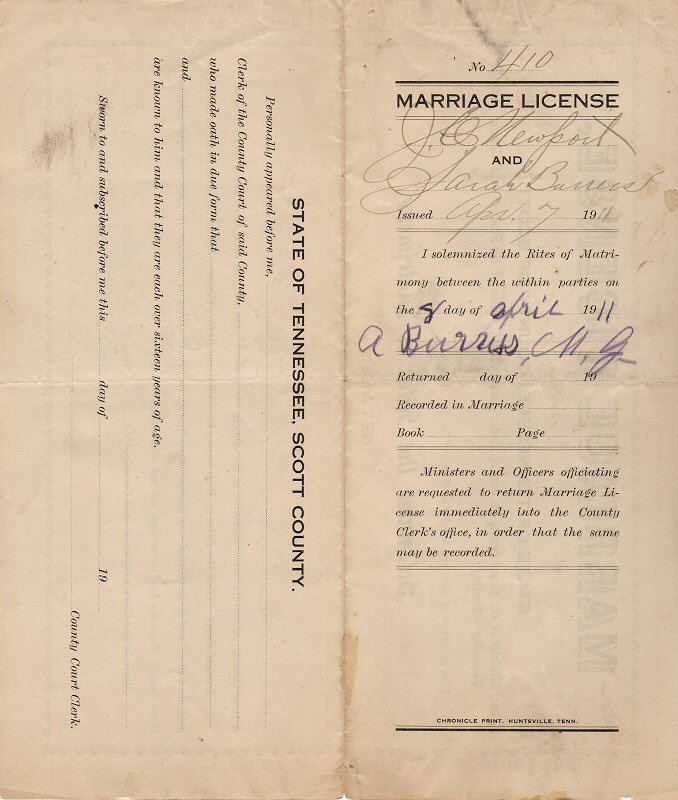 No 410
MARRIAGE LICENSE
J. C. Newport
AND
Sarah Burress
Issued Apr. 7 1911
I solemnized the Rites of Matri-
mony between the within parties on
the 8 day of april 1911
A Burriss, M. G.
Returned day of 19
Recorded in Marriage
Book Page
Ministers and Officers officiating
are requested to return Marriage Li-
cense immediately into the County
Clerk's office, in order that the same
may be recorded.
CHRONICLE PRINT, HUNTSVILLE, TENN.
STATE OF TENNESSEE, SCOTT COUNTY.
Personally appeared before me,
Clerk of the County Court of said County,
who made oath in due form that
and
are known to him and that they are each over sixteen years of age.
Sworn to and subscribed before me this day of 19
County Court Clerk.